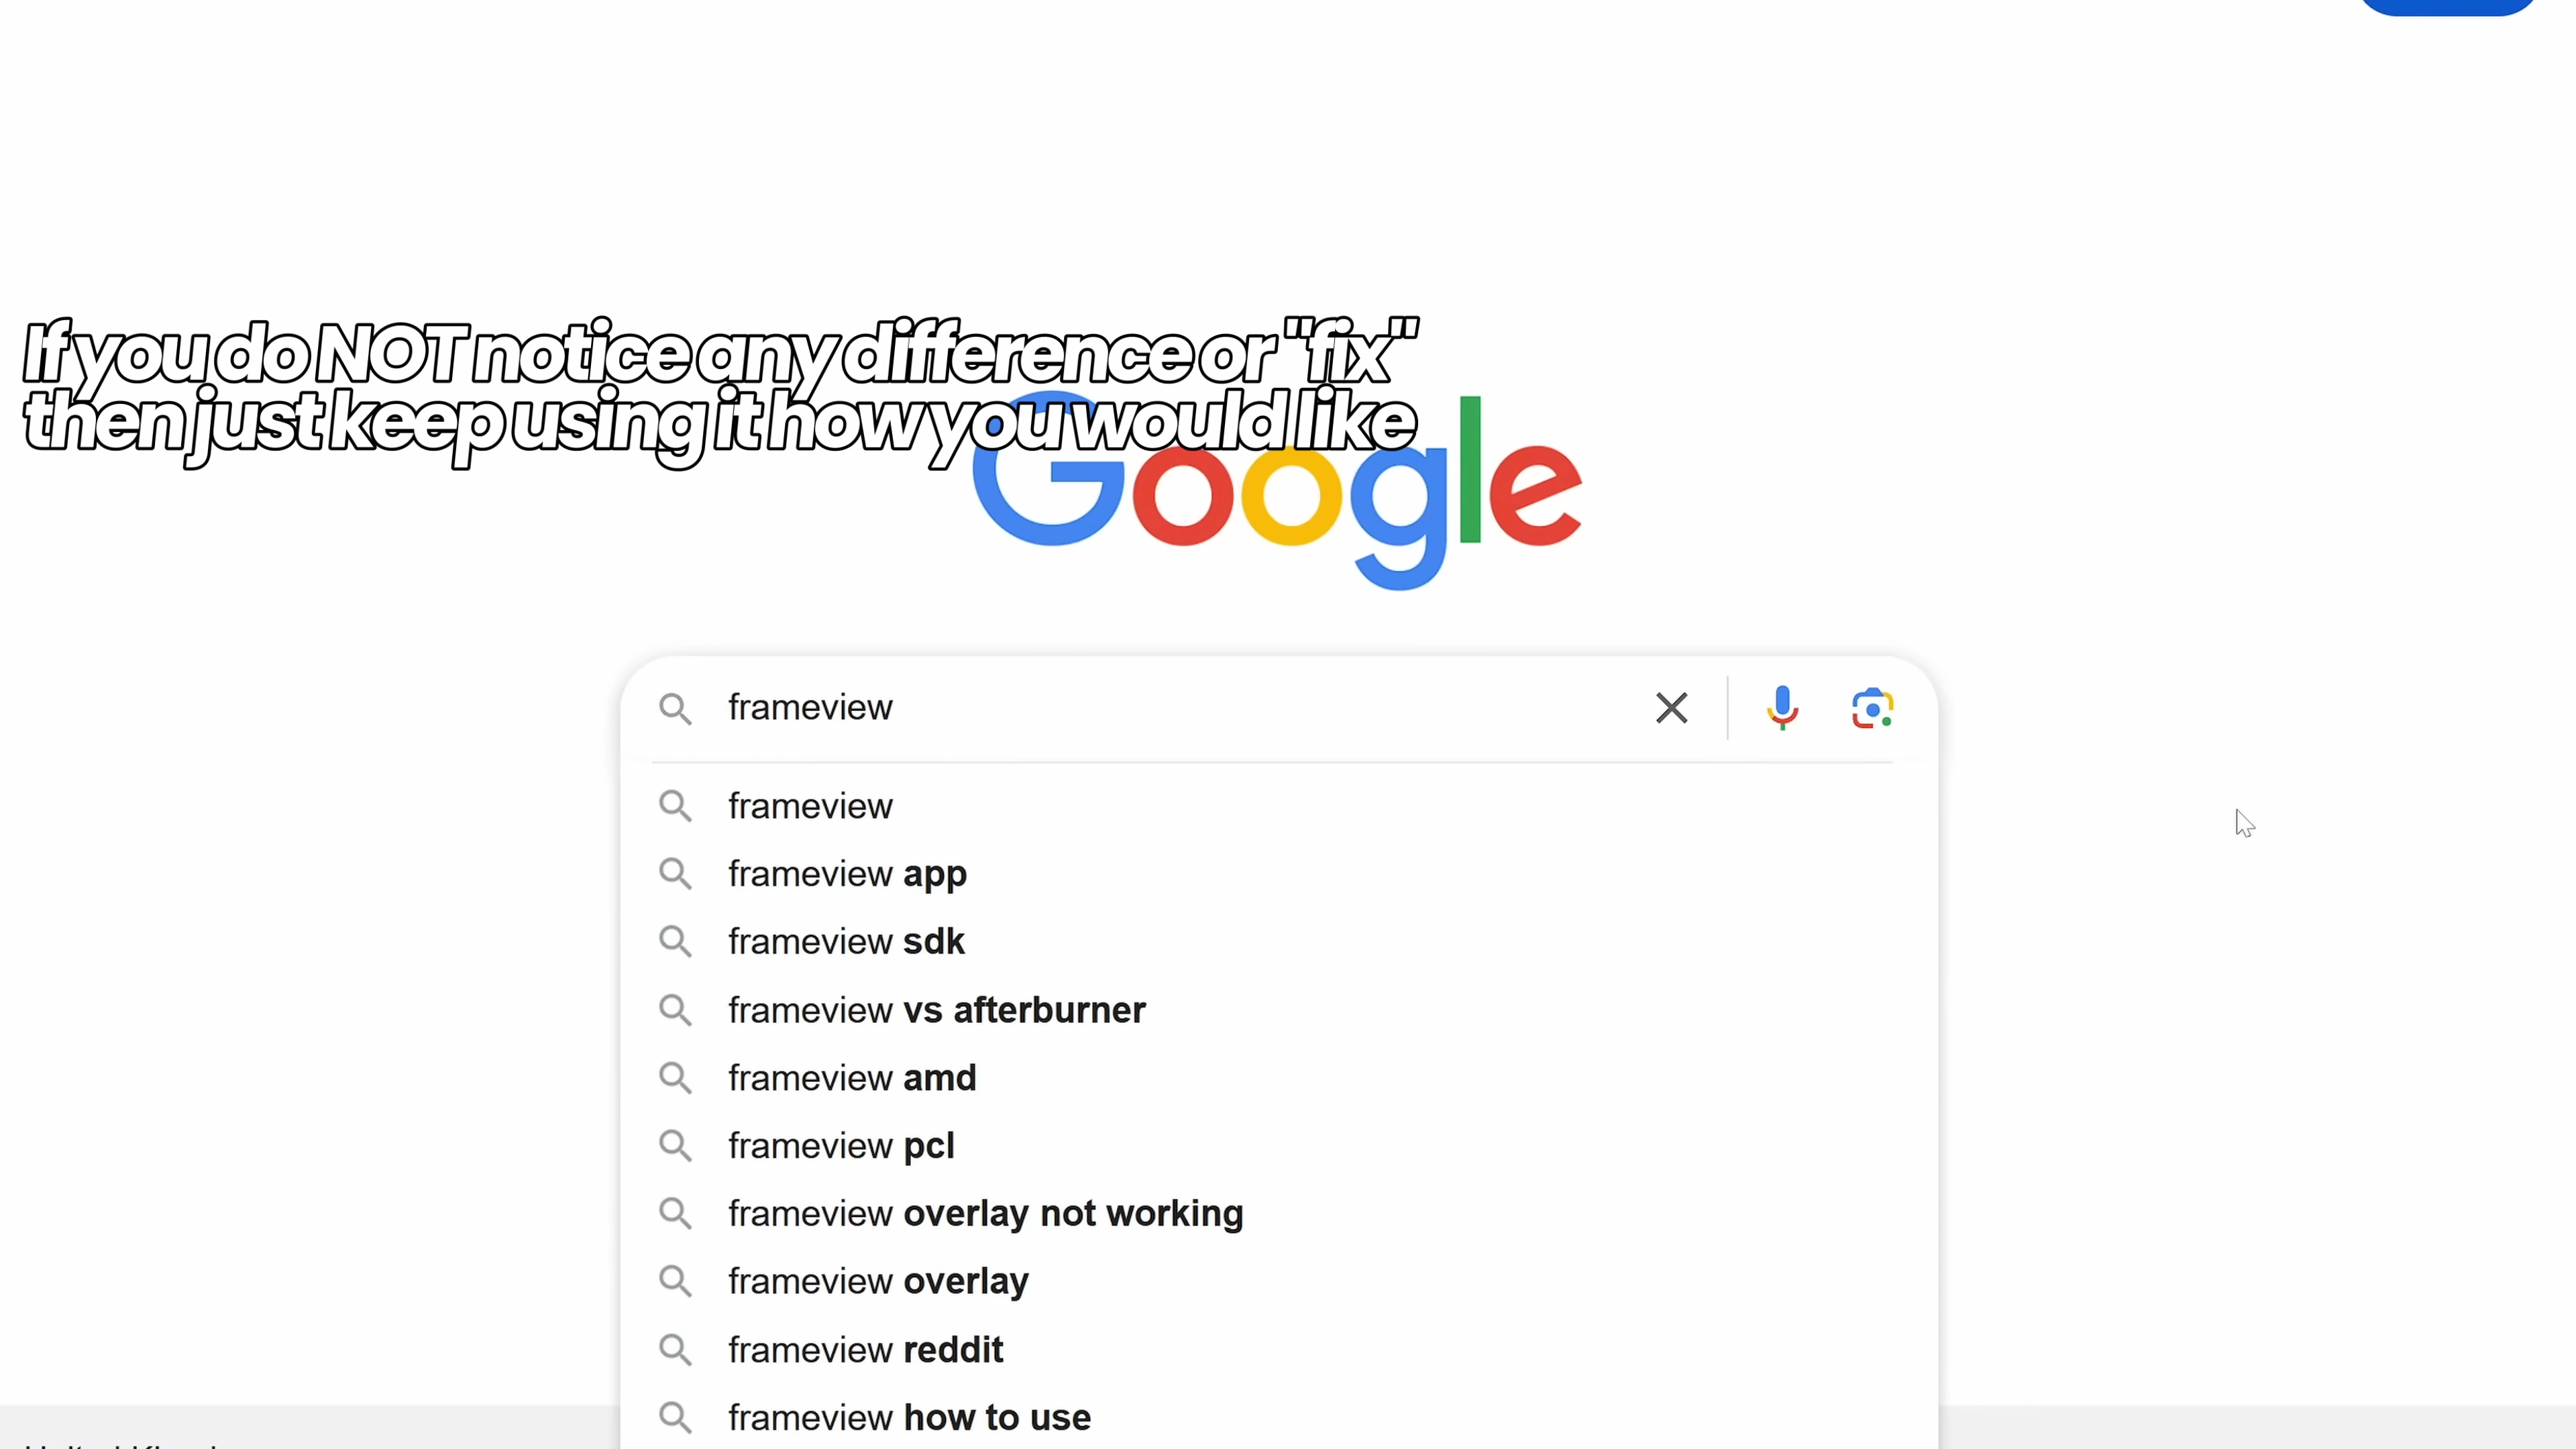 If you do NOT notice any difference or "fix"
then just keep using it how you would like
Google
frameview
frameview
frameview app
frameview sdk
frameview vs afterburner
frameview amd
frameview pcl
frameview overlay not working
frameview overlay
frameview reddit
frameview how to use